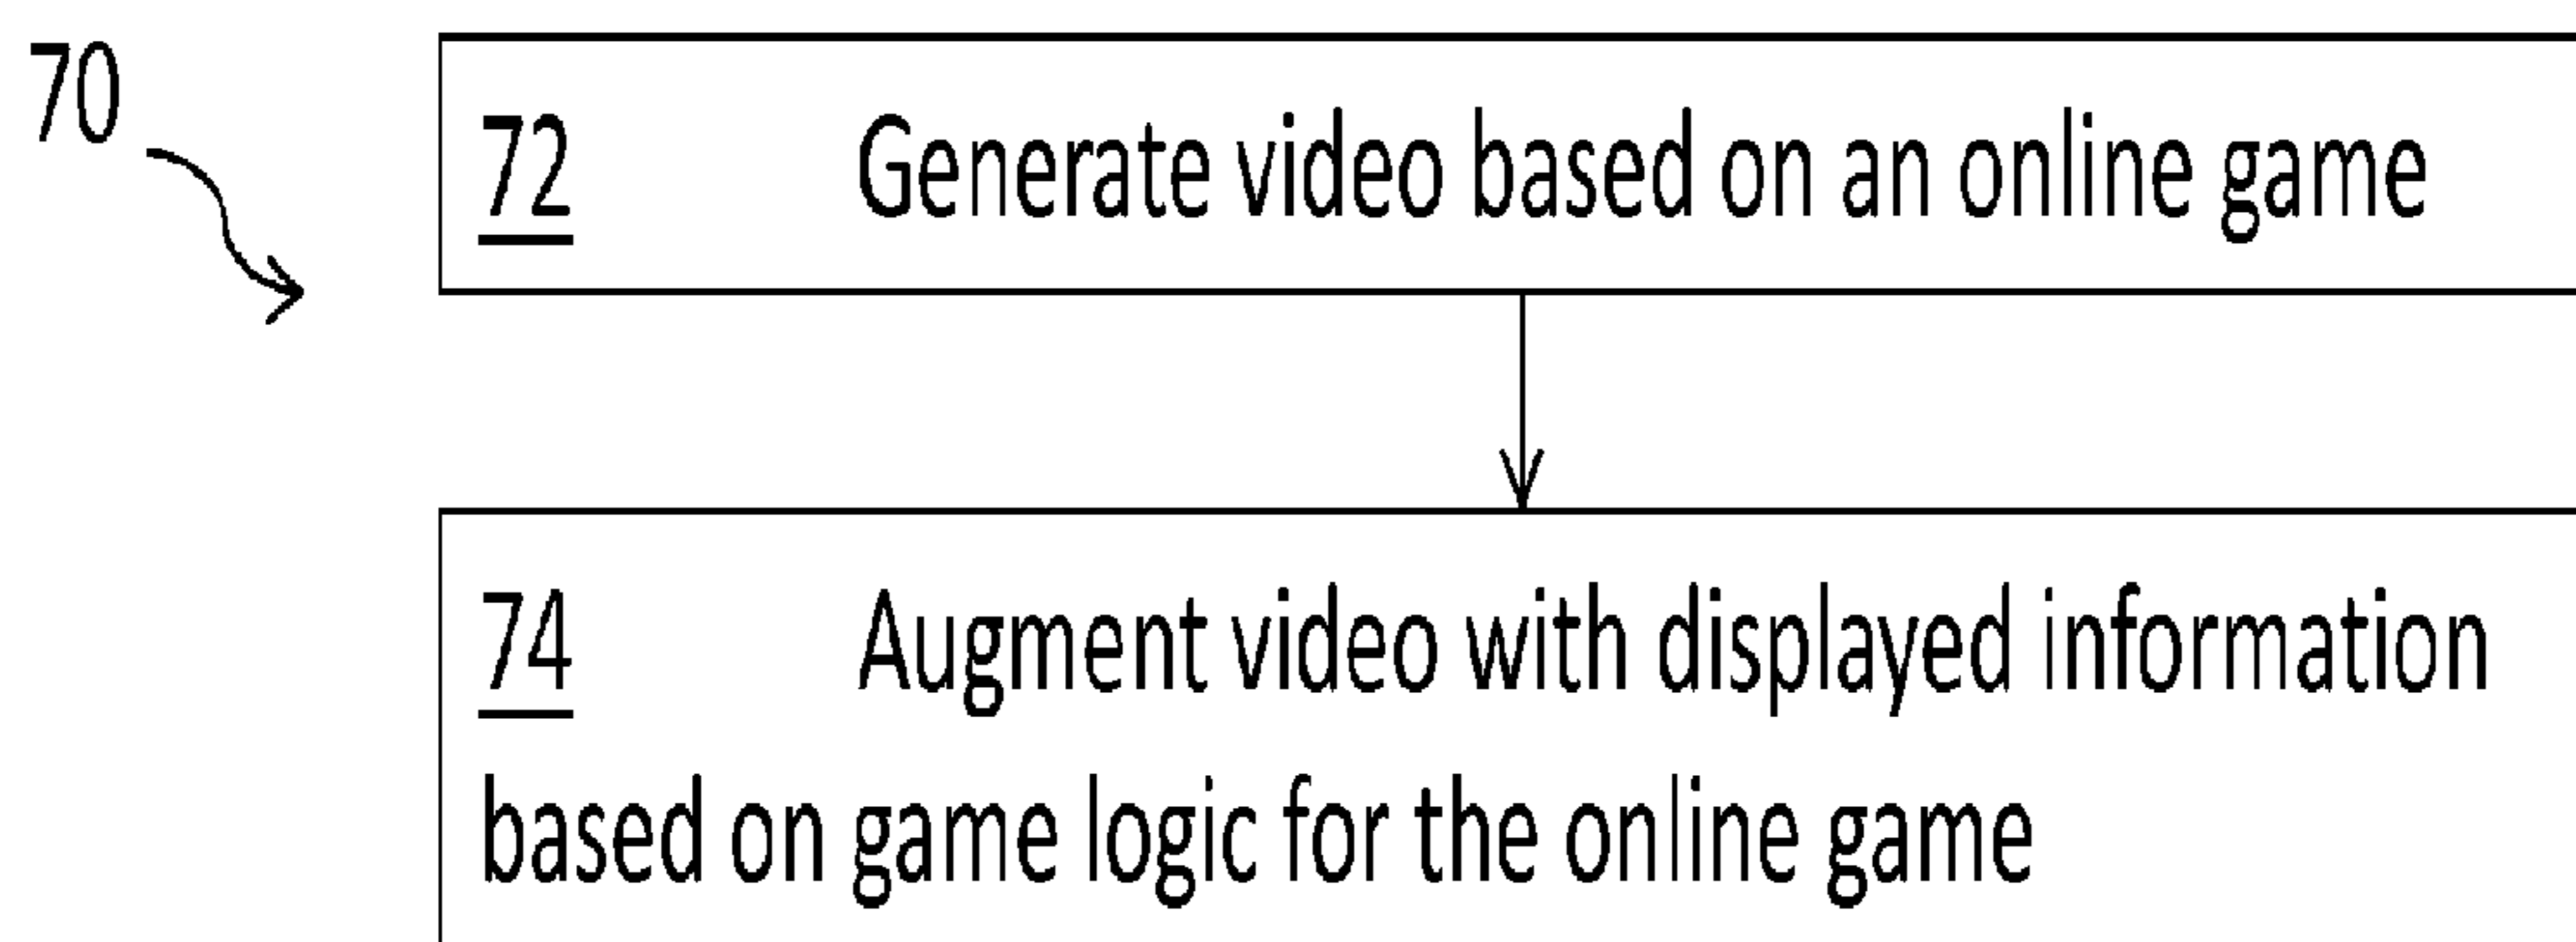 70
72 Generate video based on an online game
74 Augment video with displayed information
based on game logic for the online game